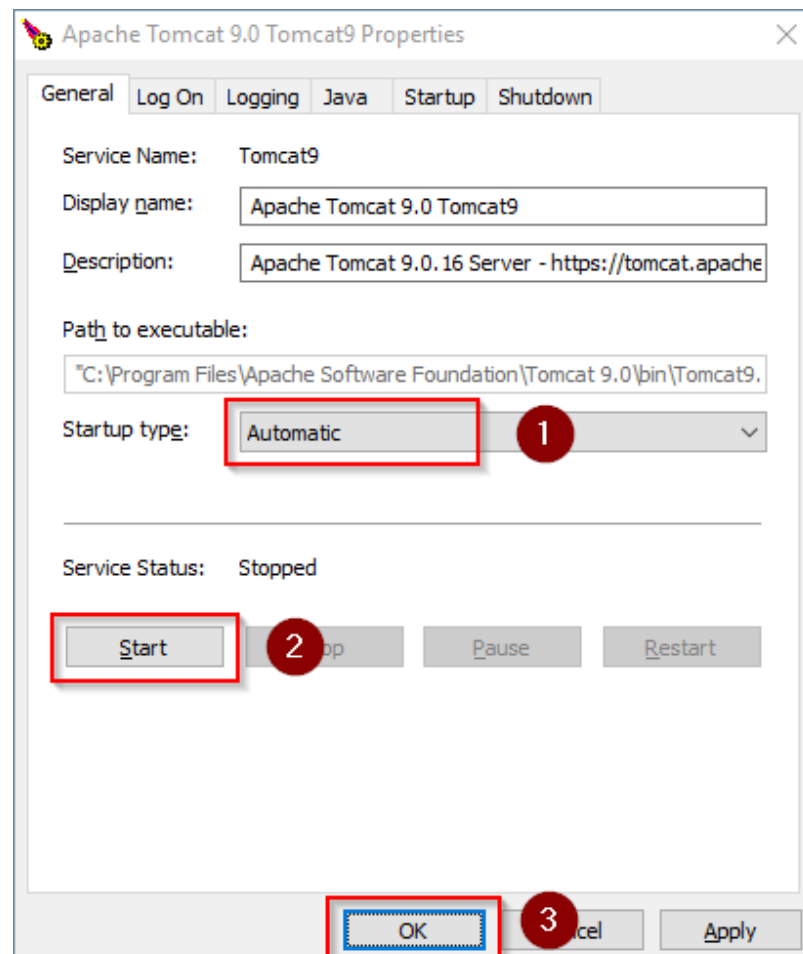 Apache Tomcat 9.0 Tomcat9 Properties
General Log On Logging Java Startup Shutdown
Service Name: Tomcat9
Display name: Apache Tomcat 9.0 Tomcat9
Description: Apache Tomcat 9.0.16 Server - https://tomcat.apache
Path to executable:
"C:\Program Files\Apache Software Foundation\Tomcat 9.0\bin\Tomcat9.
Startup type: Automatic 1
Service Status: Stopped
Start 2 op Pause Restart
OK 3 cel Apply